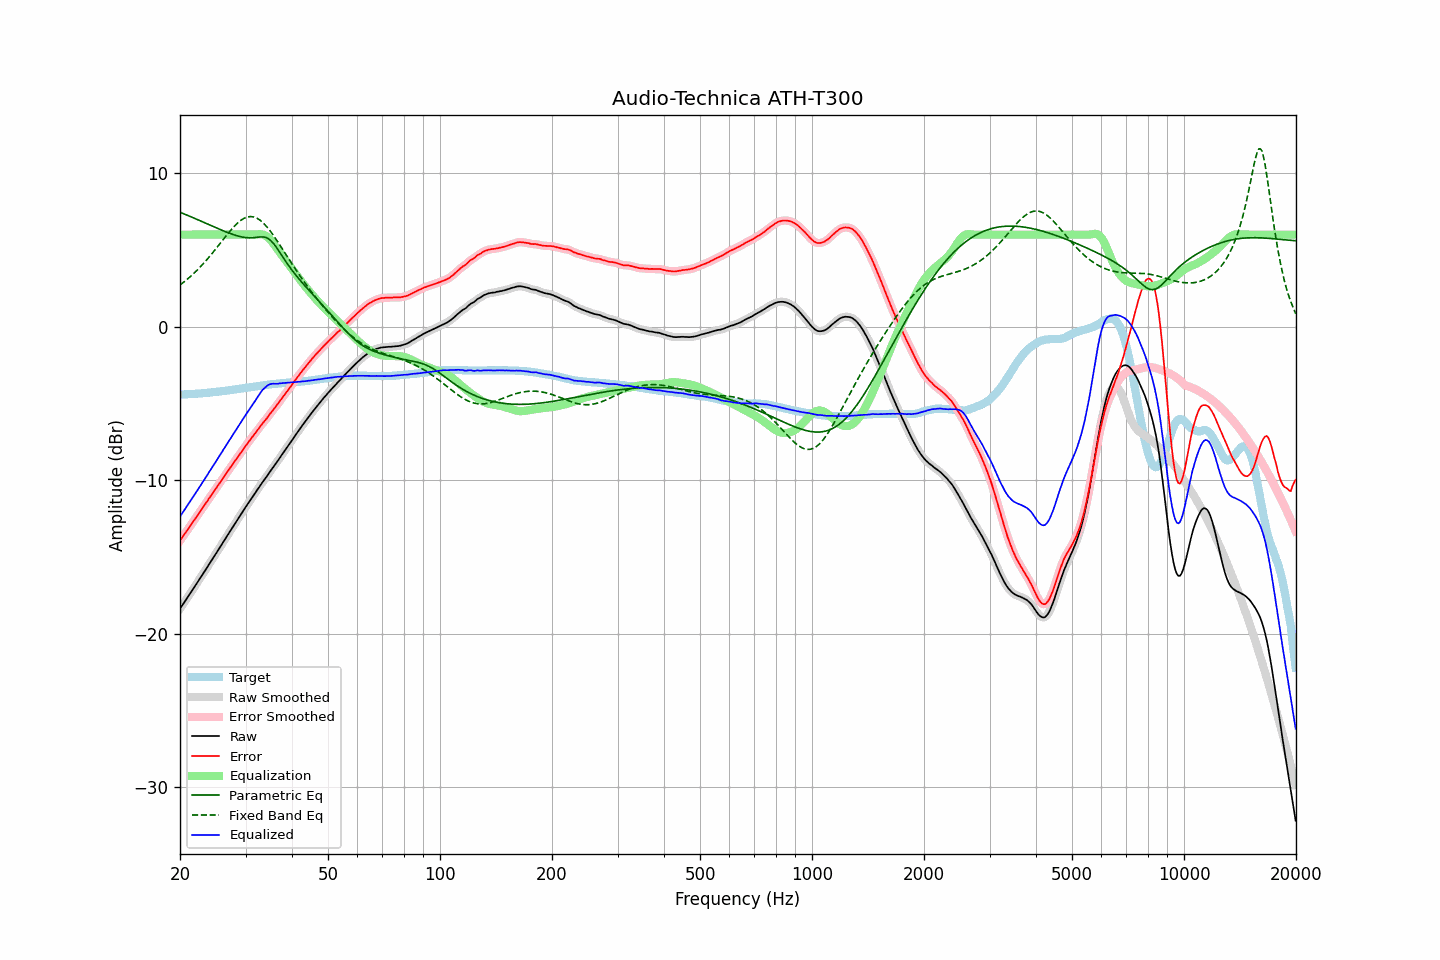 Audio-Technica ATH-T300
Amplitude (dBr)
10
0
−10
−20
−30
Target
Raw Smoothed
Error Smoothed
Raw
Error
Equalization
Parametric Eq
Fixed Band Eq
Equalized
20 50 100 200 500 1000 2000 5000 10000 20000
Frequency (Hz)